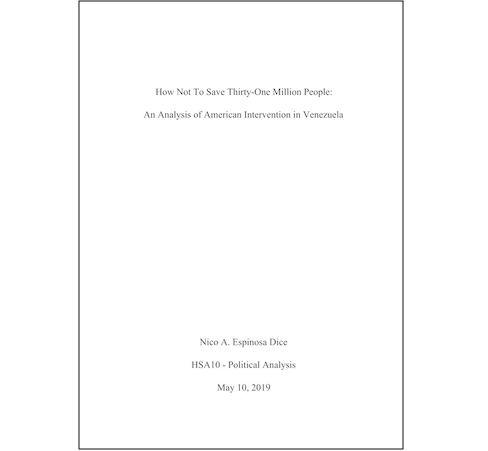 How Not To Save Thirty-One Million People:
An Analysis of American Intervention in Venezuela
Nico A. Espinosa Dice
HSA10 - Political Analysis
May 10, 2019